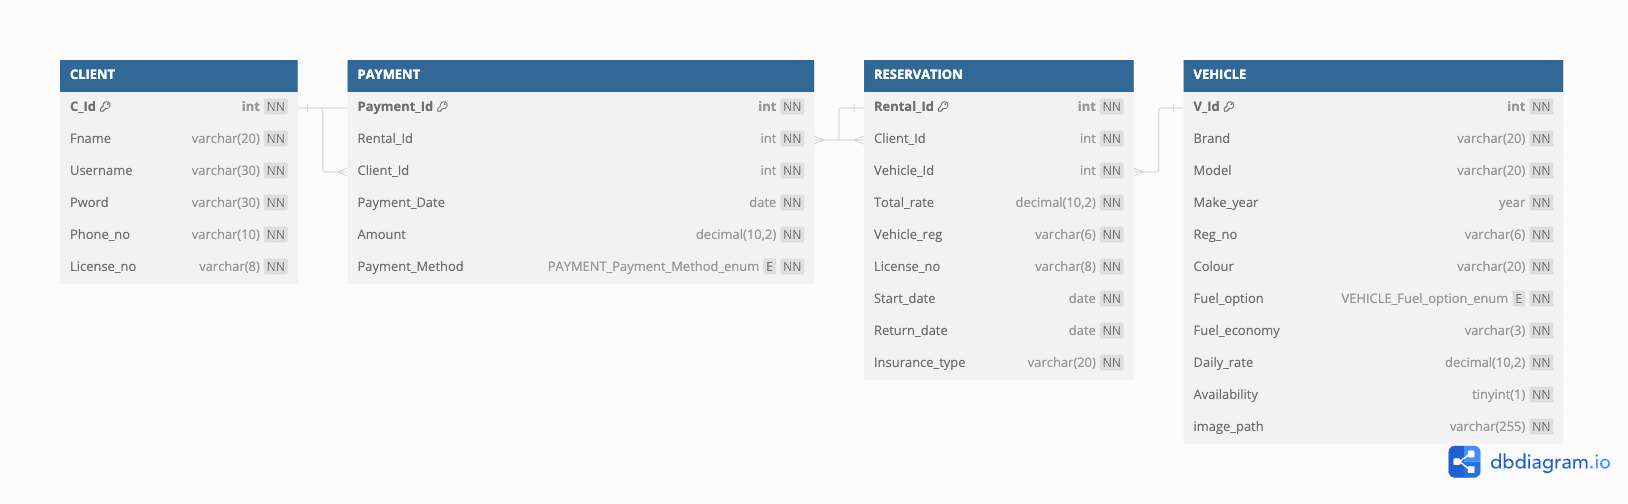 CLIENT
C_Id int NN
Fname varchar(20) NN
Username varchar(30) NN
Pword varchar(30) NN
Phone_no varchar(10) NN
License_no varchar(8) NN
PAYMENT
Payment_Id int NN
Rental_Id int NN
Client_Id int NN
Payment_Date date NN
Amount decimal(10,2) NN
Payment_Method PAYMENT_Payment_Method_enum E NN
RESERVATION
Rental_Id int NN
Client_Id int NN
Vehicle_Id int NN
Total_rate decimal(10,2) NN
Vehicle_reg varchar(6) NN
License_no varchar(8) NN
Start_date date NN
Return_date date NN
Insurance_type varchar(20) NN
VEHICLE
V_Id int NN
Brand varchar(20) NN
Model varchar(20) NN
Make_year year NN
Reg_no varchar(6) NN
Colour varchar(20) NN
Fuel_option VEHICLE_Fuel_option_enum E NN
Fuel_economy varchar(3) NN
Daily_rate decimal(10,2) NN
Availability tinyint(1) NN
image_path varchar(255) NN
dbdiagram.io